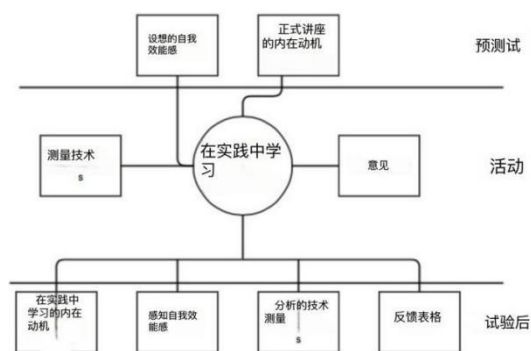 设想的自我
效能感
正式讲座
的内在动机
预测试
测量技术
s
在实践中学
习
意见
活动
在实践中
学习的内在
动机
感知自我效
能感
分析的技术
测量
s
反馈表格
试验后